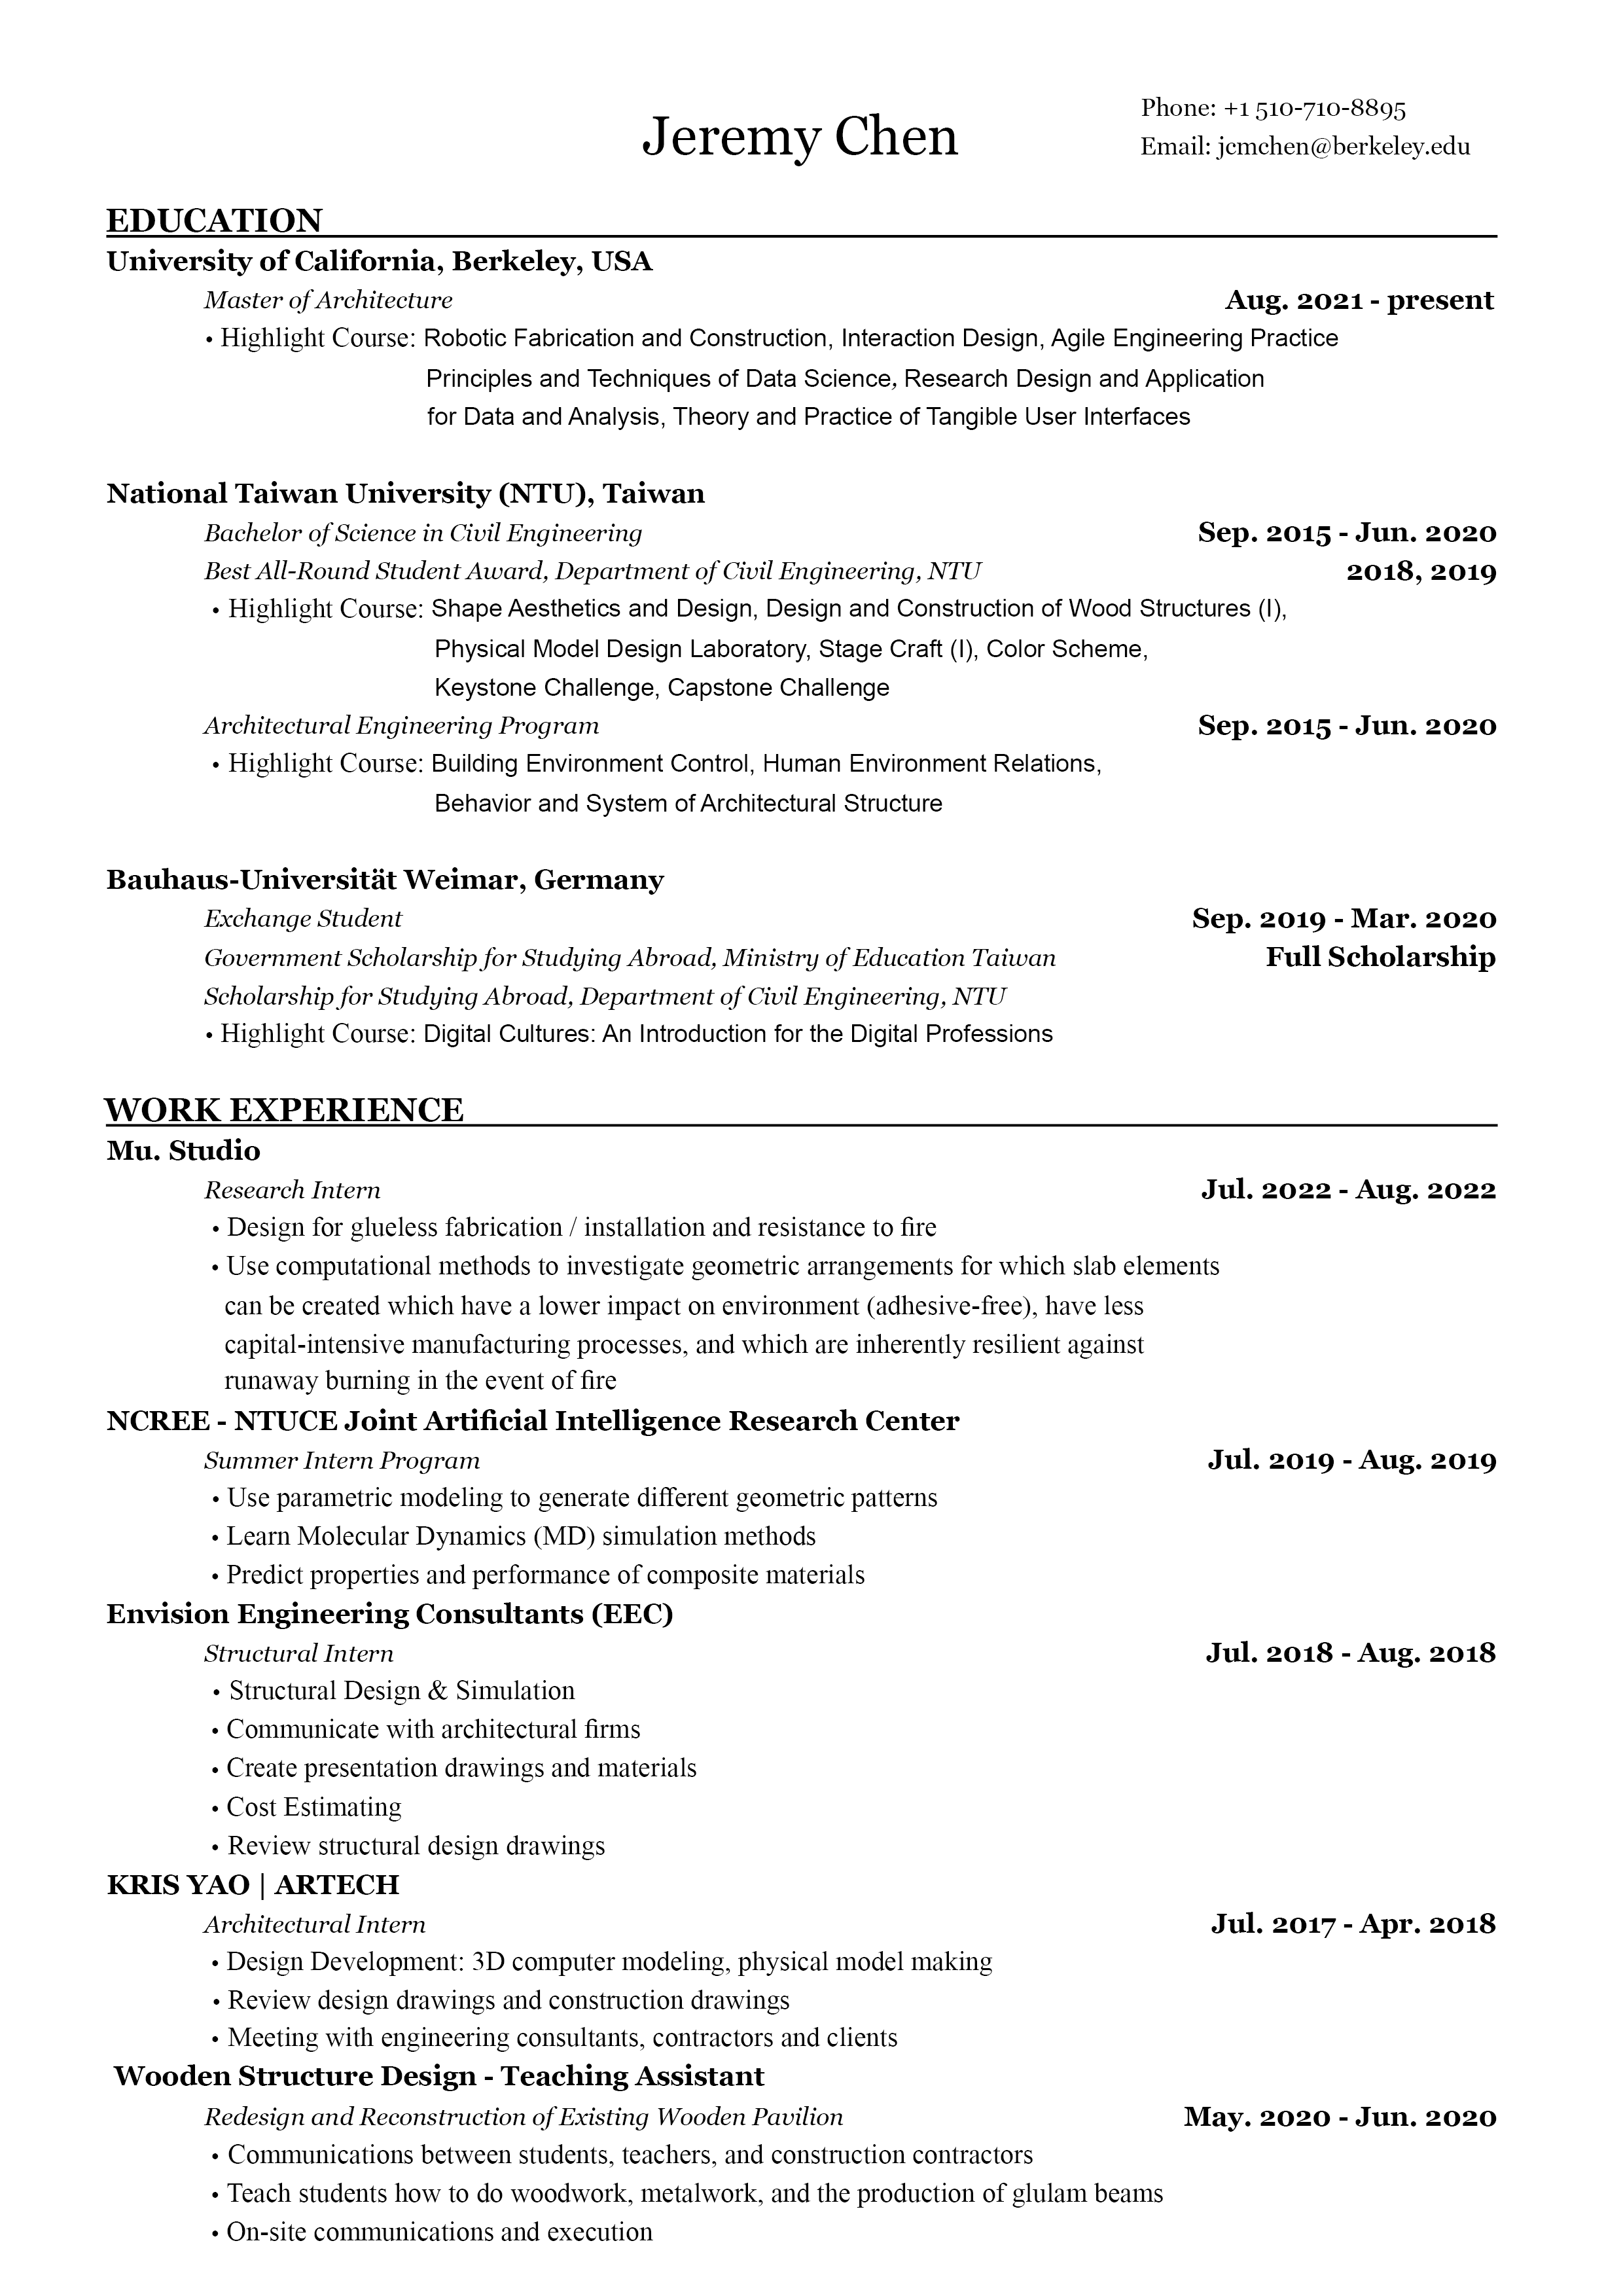 Jeremy Chen
Phone: +1 510-710-8895
Email: jcmchen@berkeley.edu
EDUCATION
University of California, Berkeley, USA
Master of Architecture Aug. 2021 - present
• Highlight Course: Robotic Fabrication and Construction, Interaction Design, Agile Engineering Practice
Principles and Techniques of Data Science, Research Design and Application
for Data and Analysis, Theory and Practice of Tangible User Interfaces
National Taiwan University (NTU), Taiwan
Bachelor of Science in Civil Engineering Sep. 2015 - Jun. 2020
Best All-Round Student Award, Department of Civil Engineering, NTU 2018, 2019
• Highlight Course: Shape Aesthetics and Design, Design and Construction of Wood Structures (I),
Physical Model Design Laboratory, Stage Craft (I), Color Scheme,
Keystone Challenge, Capstone Challenge
Architectural Engineering Program Sep. 2015 - Jun. 2020
• Highlight Course: Building Environment Control, Human Environment Relations,
Behavior and System of Architectural Structure
Bauhaus-Universität Weimar, Germany
Exchange Student Sep. 2019 - Mar. 2020
Government Scholarship for Studying Abroad, Ministry of Education Taiwan Full Scholarship
Scholarship for Studying Abroad, Department of Civil Engineering, NTU
• Highlight Course: Digital Cultures: An Introduction for the Digital Professions
WORK EXPERIENCE
Mu. Studio
Research Intern Jul. 2022 - Aug. 2022
• Design for glueless fabrication / installation and resistance to fire
• Use computational methods to investigate geometric arrangements for which slab elements
can be created which have a lower impact on environment (adhesive-free), have less
capital-intensive manufacturing processes, and which are inherently resilient against
runaway burning in the event of fire
NCREE - NTUCE Joint Artificial Intelligence Research Center
Summer Intern Program Jul. 2019 - Aug. 2019
• Use parametric modeling to generate different geometric patterns
• Learn Molecular Dynamics (MD) simulation methods
• Predict properties and performance of composite materials
Envision Engineering Consultants (EEC)
Structural Intern Jul. 2018 - Aug. 2018
• Structural Design & Simulation
• Communicate with architectural firms
• Create presentation drawings and materials
• Cost Estimating
• Review structural design drawings
KRIS YAO | ARTECH
Architectural Intern Jul. 2017 - Apr. 2018
• Design Development: 3D computer modeling, physical model making
• Review design drawings and construction drawings
• Meeting with engineering consultants, contractors and clients
Wooden Structure Design - Teaching Assistant
Redesign and Reconstruction of Existing Wooden Pavilion May. 2020 - Jun. 2020
• Communications between students, teachers, and construction contractors
• Teach students how to do woodwork, metalwork, and the production of glulam beams
• On-site communications and execution